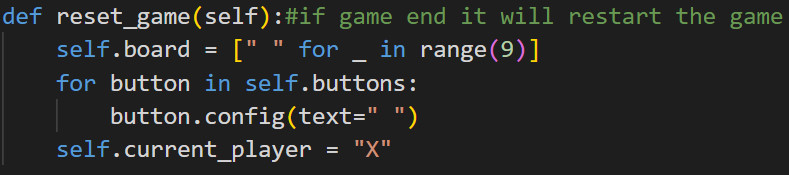 def reset_game(self):#if game end it will restart the game
    self.board = [" " for _ in range(9)]
    for button in self.buttons:
        button.config(text=" ")
    self.current_player = "X"